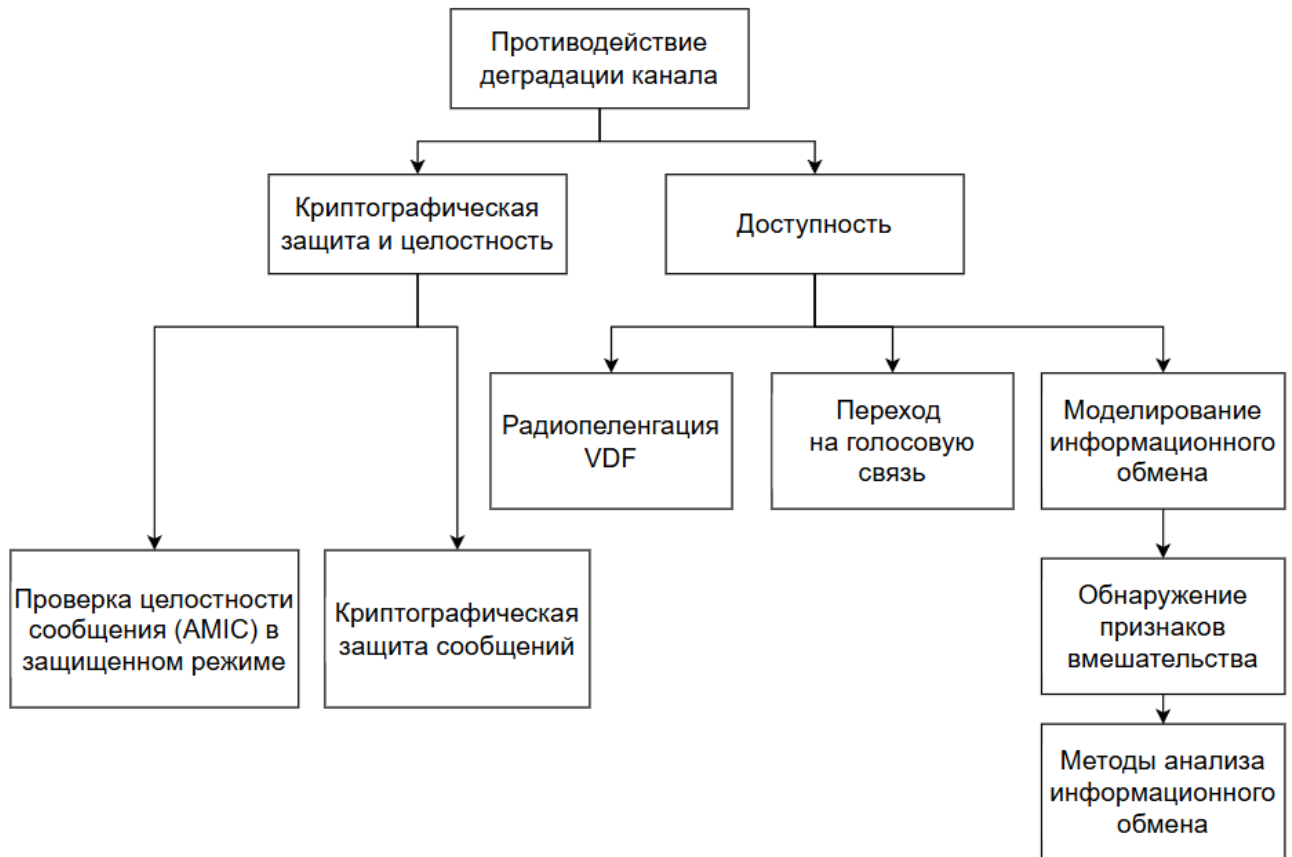 Противодействие
деградации канала
Криптографическая
защита и целостность
Доступность
Радиопеленгация
VDF
Переход
на голосовую
связь
Моделирование
информационного
обмена
Проверка целостности
сообщения (AMIC) в
защищенном режиме
Криптографическая
защита сообщений
Обнаружение
признаков
вмешательства
Методы анализа
информационного
обмена